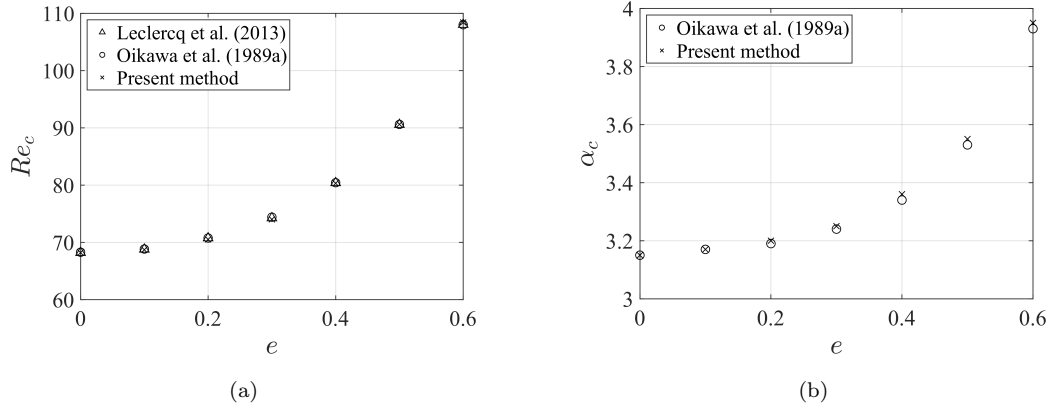 110
100
90
80
70
60
Re_c
Leclercq et al. (2013)
Oikawa et al. (1989a)
Present method
0 0.2 0.4 0.6
e
(a)
4
3.8
3.6
3.4
3.2
3
α_c
Oikawa et al. (1989a)
Present method
0 0.2 0.4 0.6
e
(b)